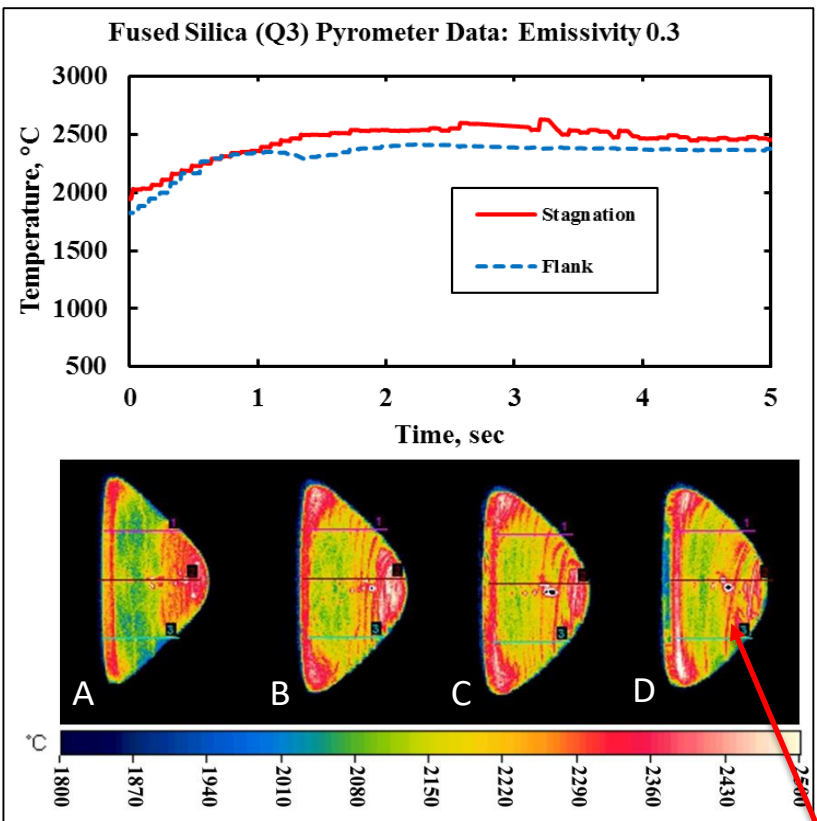 Fused Silica (Q3) Pyrometer Data: Emissivity 0.3
3000
2500
2000
1500
1000
500
Temperature, °C
Stagnation
Flank
0 1 2 3 4 5
Time, sec
1
1
1
1
3
3
3
3
A B C D
°C
1800 1870 1940 2010 2080 2150 2220 2290 2360 2430 2500